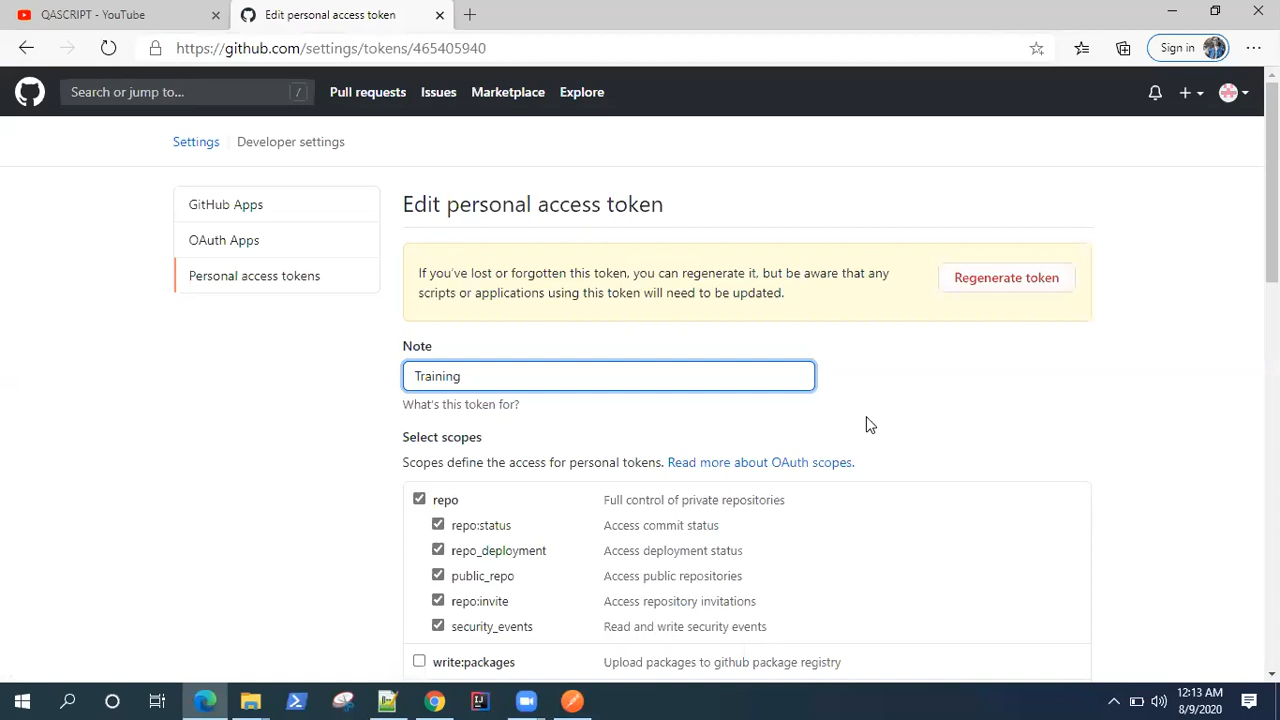 QASCRIPT - YouTube
Edit personal access token
https://github.com/settings/tokens/465405940
Sign in
Search or jump to...
/
Pull requests
Issues
Marketplace
Explore
Settings
Developer settings
GitHub Apps
OAuth Apps
Personal access tokens
Edit personal access token
If you've lost or forgotten this token, you can regenerate it, but be aware that any
scripts or applications using this token will need to be updated.
Regenerate token
Note
Training
What's this token for?
Select scopes
Scopes define the access for personal tokens. Read more about OAuth scopes.
repo Full control of private repositories
repo:status Access commit status
repo_deployment Access deployment status
public_repo Access public repositories
repo:invite Access repository invitations
security_events Read and write security events
write:packages Upload packages to github package registry
12:13 AM
8/9/2020